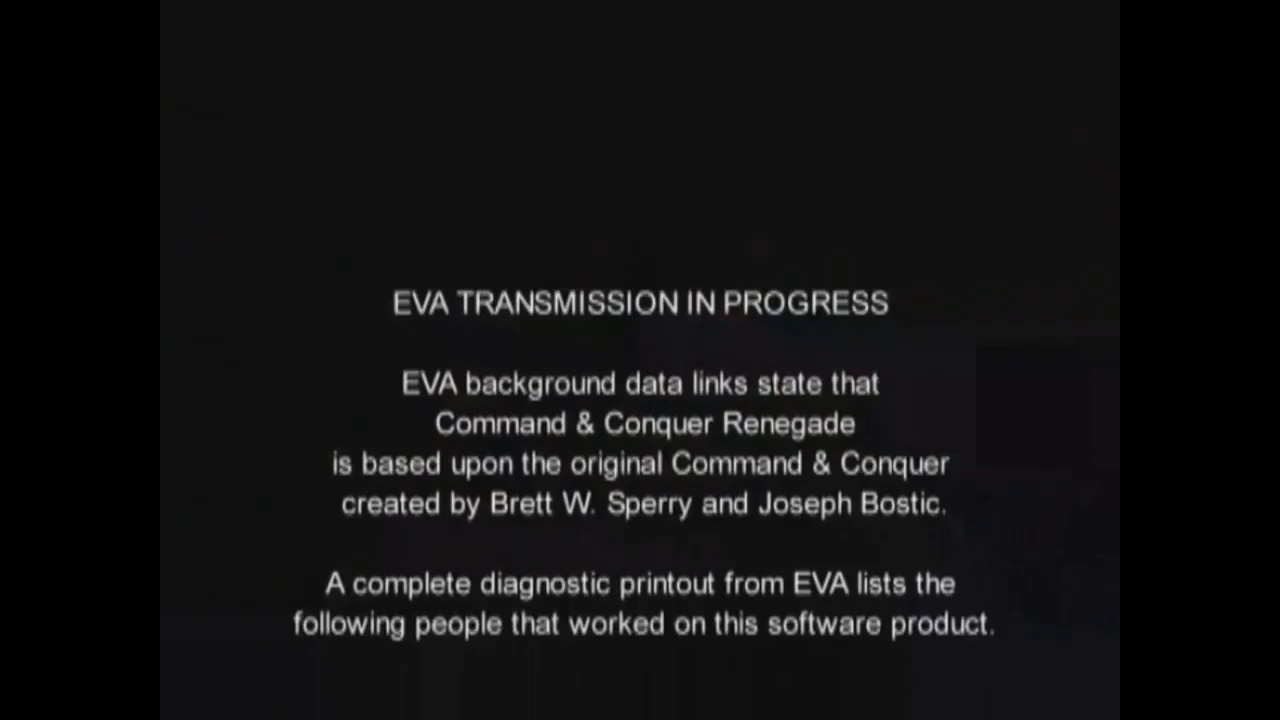 EVA TRANSMISSION IN PROGRESS
EVA background data links state that
Command & Conquer Renegade
is based upon the original Command & Conquer
created by Brett W. Sperry and Joseph Bostic.
A complete diagnostic printout from EVA lists the
following people that worked on this software product.